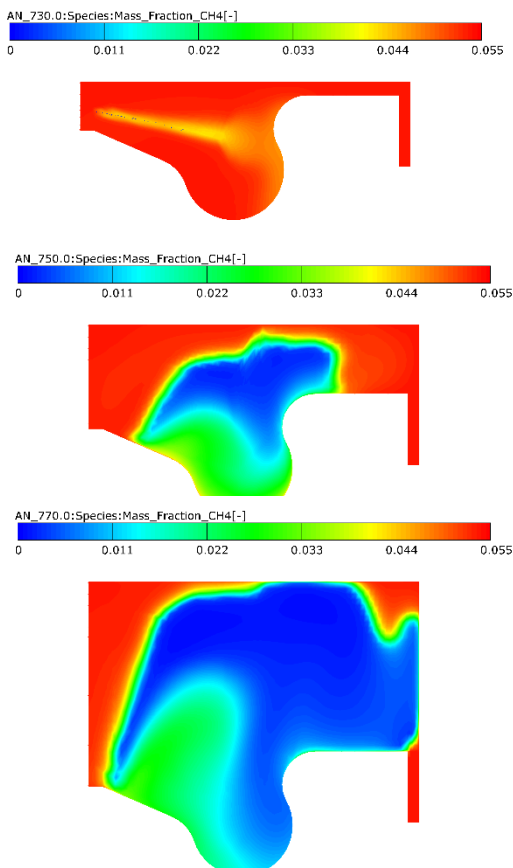 AN_730.0:Species:Mass_Fraction_CH4[-]
0 0.011 0.022 0.033 0.044 0.055
AN_750.0:Species:Mass_Fraction_CH4[-]
0 0.011 0.022 0.033 0.044 0.055
AN_770.0:Species:Mass_Fraction_CH4[-]
0 0.011 0.022 0.033 0.044 0.055